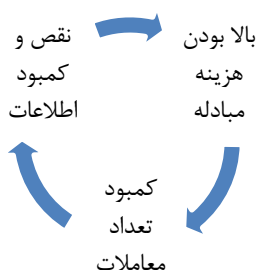 بالا بودن
هزینه
مبادله
کمبود
تعداد
معاملات
نقص و
کمبود
اطلاعات